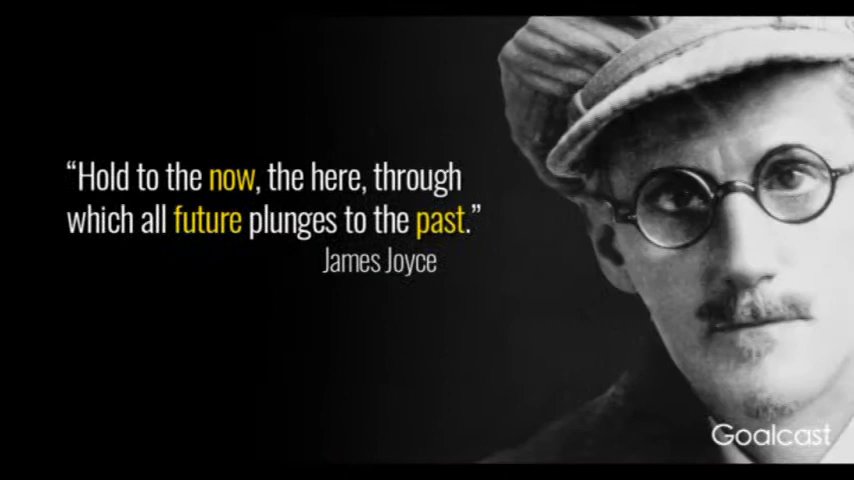 “Hold to the now, the here, through
which all future plunges to the past.”
James Joyce
Goalcast